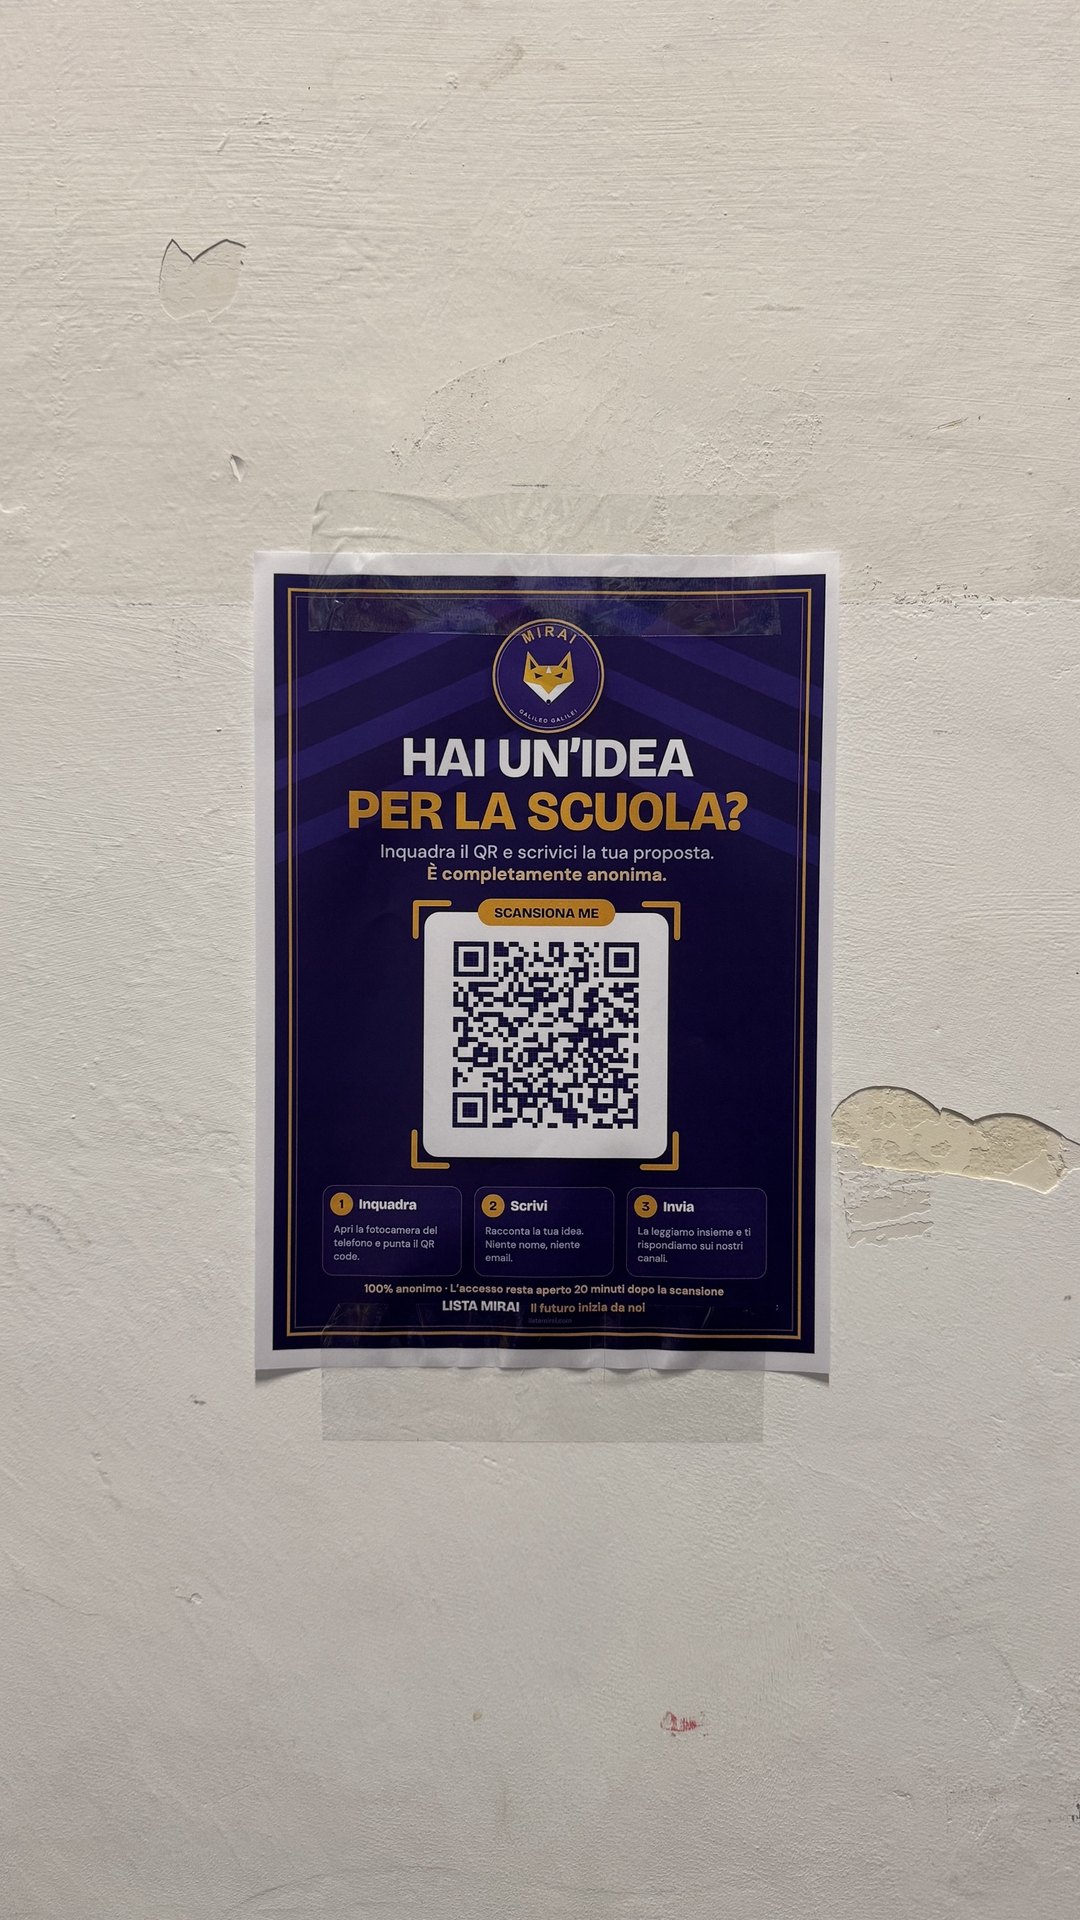 MIRAI
GALILEO GALILEI
HAI UN'IDEA
PER LA SCUOLA?
Inquadra il QR e scrivici la tua proposta.
È completamente anonima.
SCANSIONA ME
1 Inquadra
Apri la fotocamera del
telefono e punta il QR
code.
2 Scrivi
Racconta la tua idea.
Niente nome, niente
email.
3 Invia
La leggiamo insieme e ti
rispondiamo sui nostri
canali.
100% anonimo · L'accesso resta aperto 20 minuti dopo la scansione
LISTA MIRAI Il futuro inizia da noi